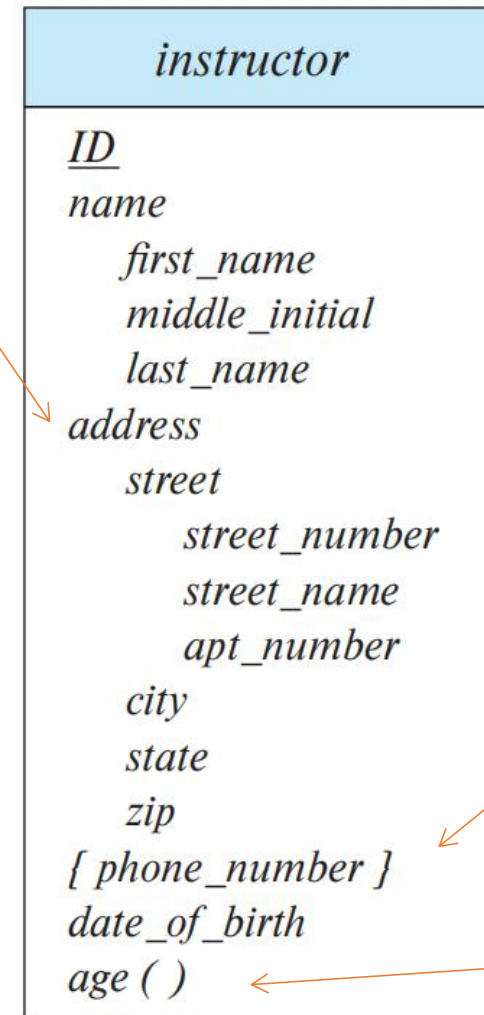 instructor
ID
name
first_name
middle_initial
last_name
address
street
street_number
street_name
apt_number
city
state
zip
{ phone_number }
date_of_birth
age ( )